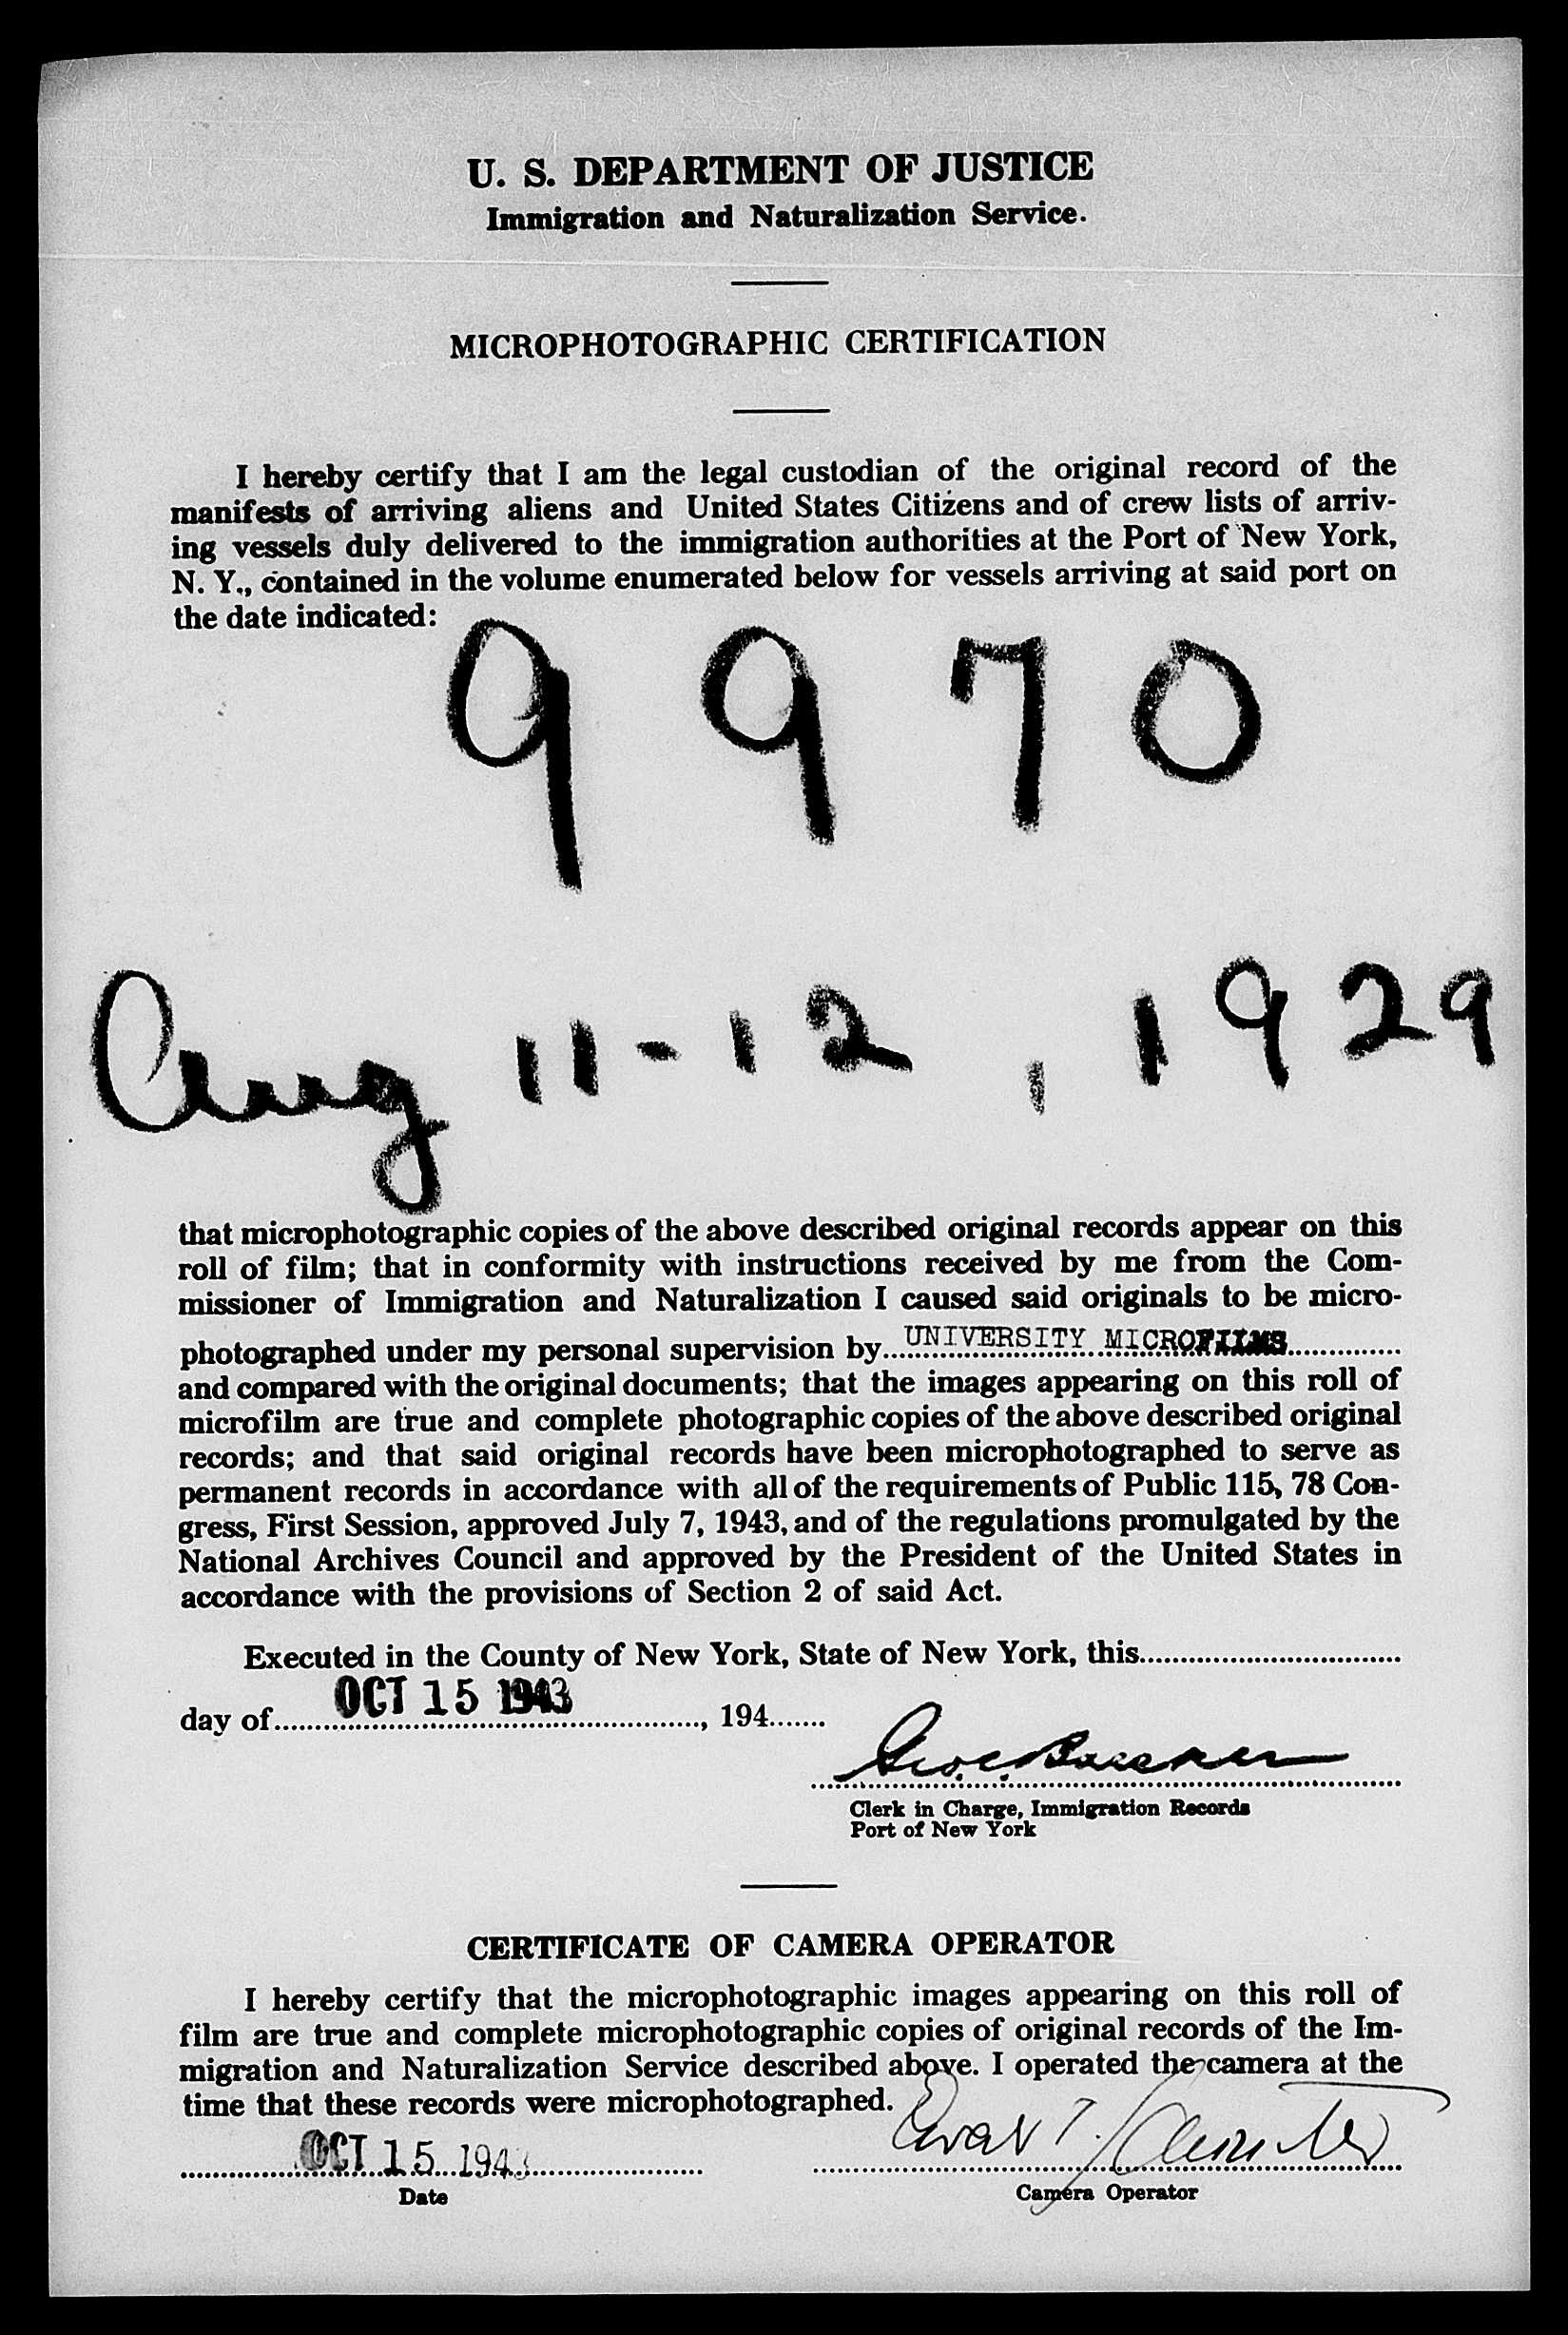 U. S. DEPARTMENT OF JUSTICE
Immigration and Naturalization Service.
MICROPHOTOGRAPHIC CERTIFICATION
I hereby certify that I am the legal custodian of the original record of the
manifests of arriving aliens and United States Citizens and of crew lists of arriv-
ing vessels duly delivered to the immigration authorities at the Port of New York,
N. Y., contained in the volume enumerated below for vessels arriving at said port on
the date indicated:
9970
Aug 11-12, 1929
that microphotographic copies of the above described original records appear on this
roll of film; that in conformity with instructions received by me from the Com-
missioner of Immigration and Naturalization I caused said originals to be micro-
photographed under my personal supervision by UNIVERSITY MICROFILMS
and compared with the original documents; that the images appearing on this roll of
microfilm are true and complete photographic copies of the above described original
records; and that said original records have been microphotographed to serve as
permanent records in accordance with all of the requirements of Public 115, 78 Con-
gress, First Session, approved July 7, 1943, and of the regulations promulgated by the
National Archives Council and approved by the President of the United States in
accordance with the provisions of Section 2 of said Act.
Executed in the County of New York, State of New York, this
day of OCT 15 1943, 194
Clerk in Charge, Immigration Records
Port of New York
CERTIFICATE OF CAMERA OPERATOR
I hereby certify that the microphotographic images appearing on this roll of
film are true and complete microphotographic copies of original records of the Im-
migration and Naturalization Service described above. I operated the camera at the
time that these records were microphotographed.
OCT 15 1943
Date
Camera Operator